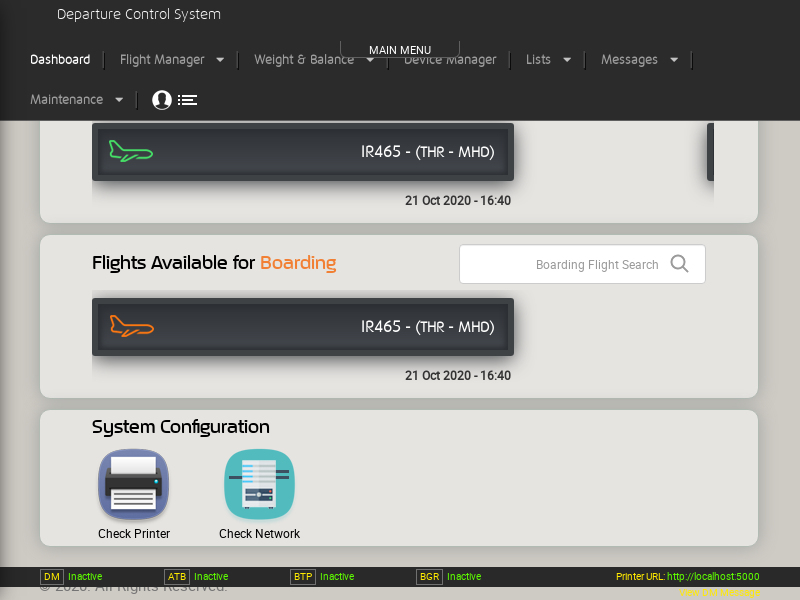 Departure Control System
MAIN MENU
Dashboard Flight Manager Weight & Balance Device Manager Lists Messages
Maintenance
IR465 - (THR - MHD)
21 Oct 2020 - 16:40
Flights Available for Boarding
Boarding Flight Search
IR465 - (THR - MHD)
21 Oct 2020 - 16:40
System Configuration
Check Printer Check Network
DM Inactive ATB Inactive BTP Inactive BGR Inactive Printer URL: http://localhost:5000
© 2020. All Rights Reserved.